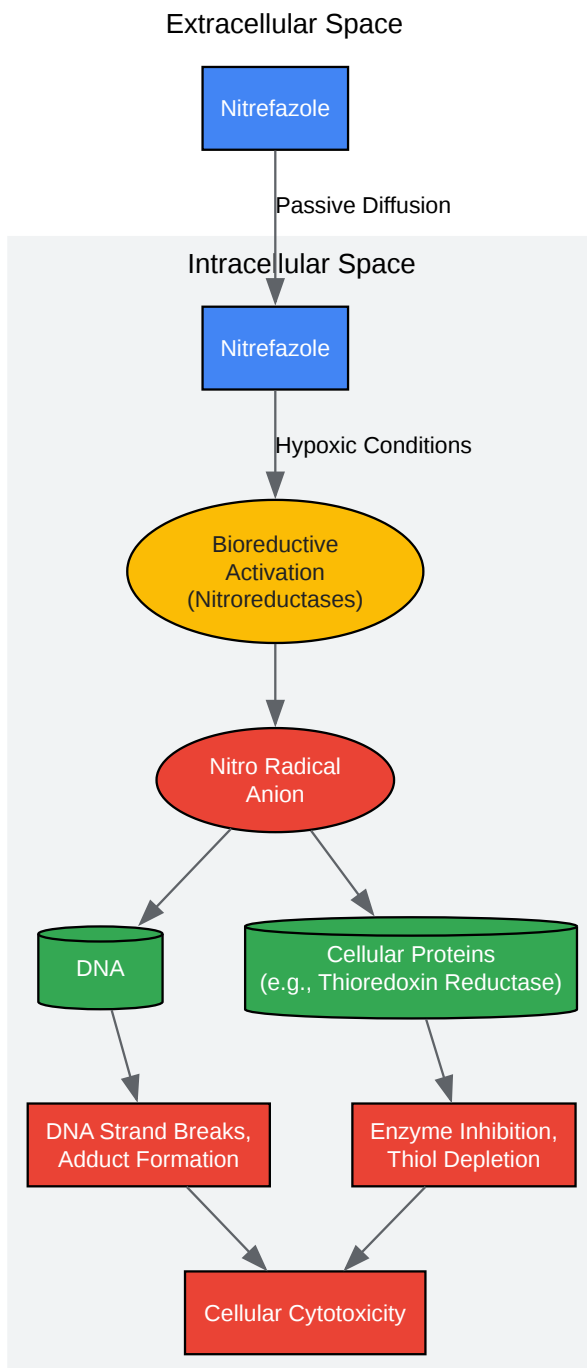 Extracellular Space
Nitrefazole
Passive Diffusion
Intracellular Space
Nitrefazole
Hypoxic Conditions
Bioreductive
Activation
(Nitroreductases)
Nitro Radical
Anion
DNA
Cellular Proteins
(e.g., Thioredoxin Reductase)
DNA Strand Breaks,
Adduct Formation
Enzyme Inhibition,
Thiol Depletion
Cellular Cytotoxicity